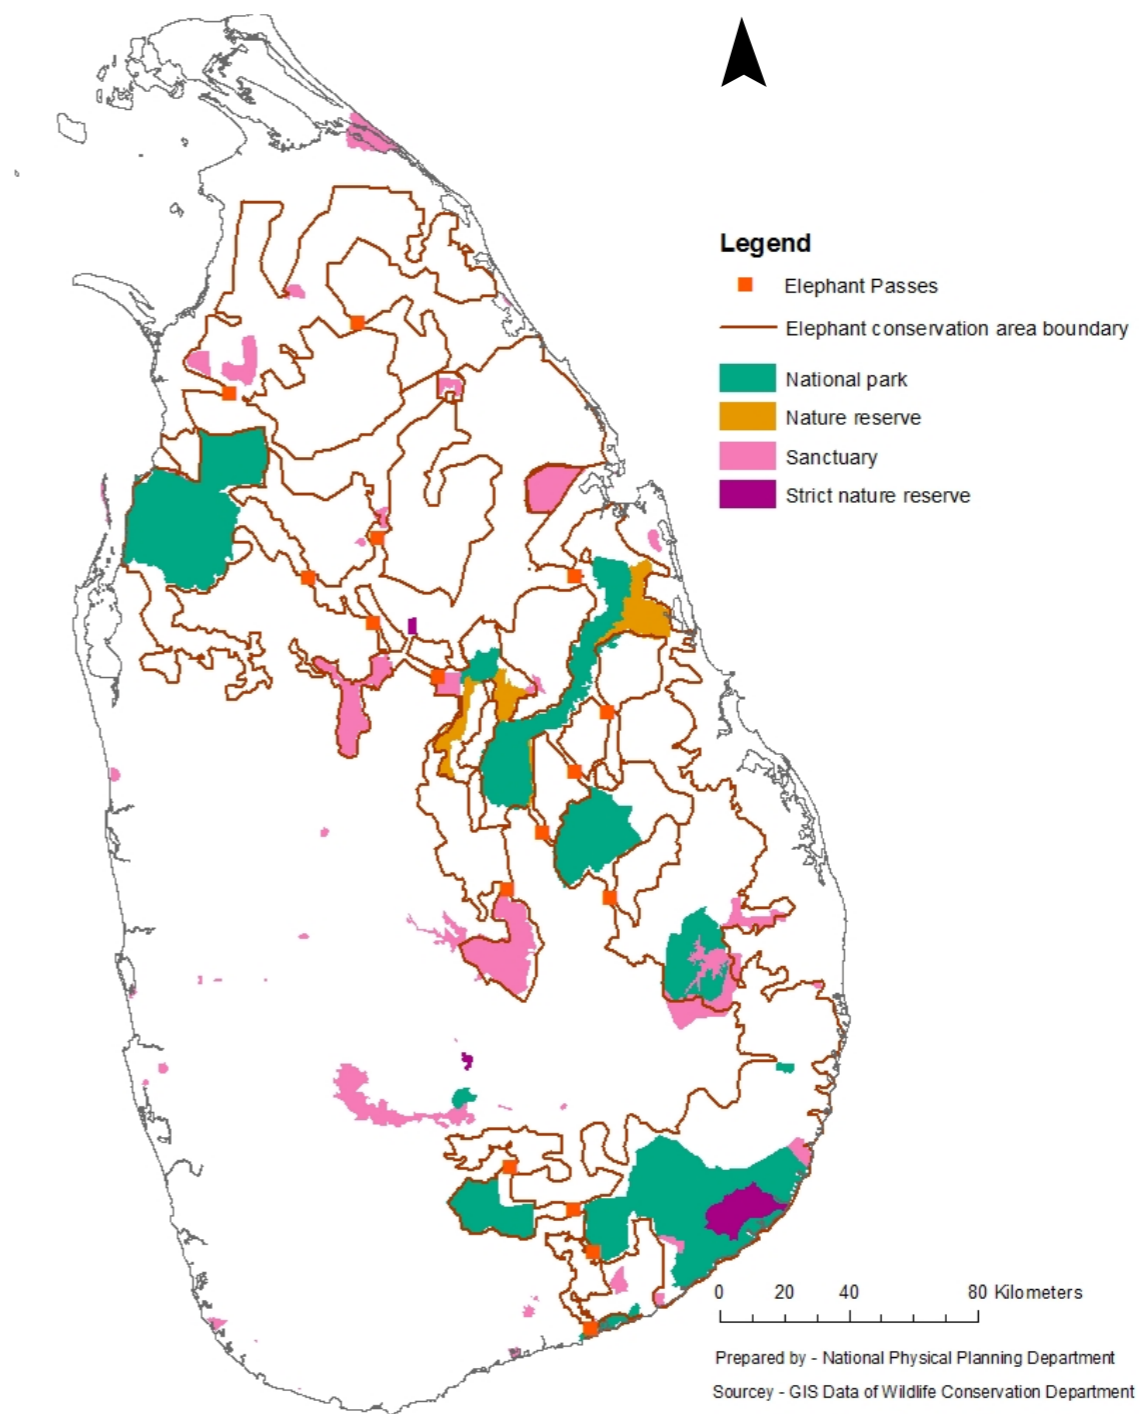 Legend
Elephant Passes
Elephant conservation area boundary
National park
Nature reserve
Sanctuary
Strict nature reserve
0 20 40 80 Kilometers
Prepared by - National Physical Planning Department
Sourcey - GIS Data of Wildlife Conservation Department